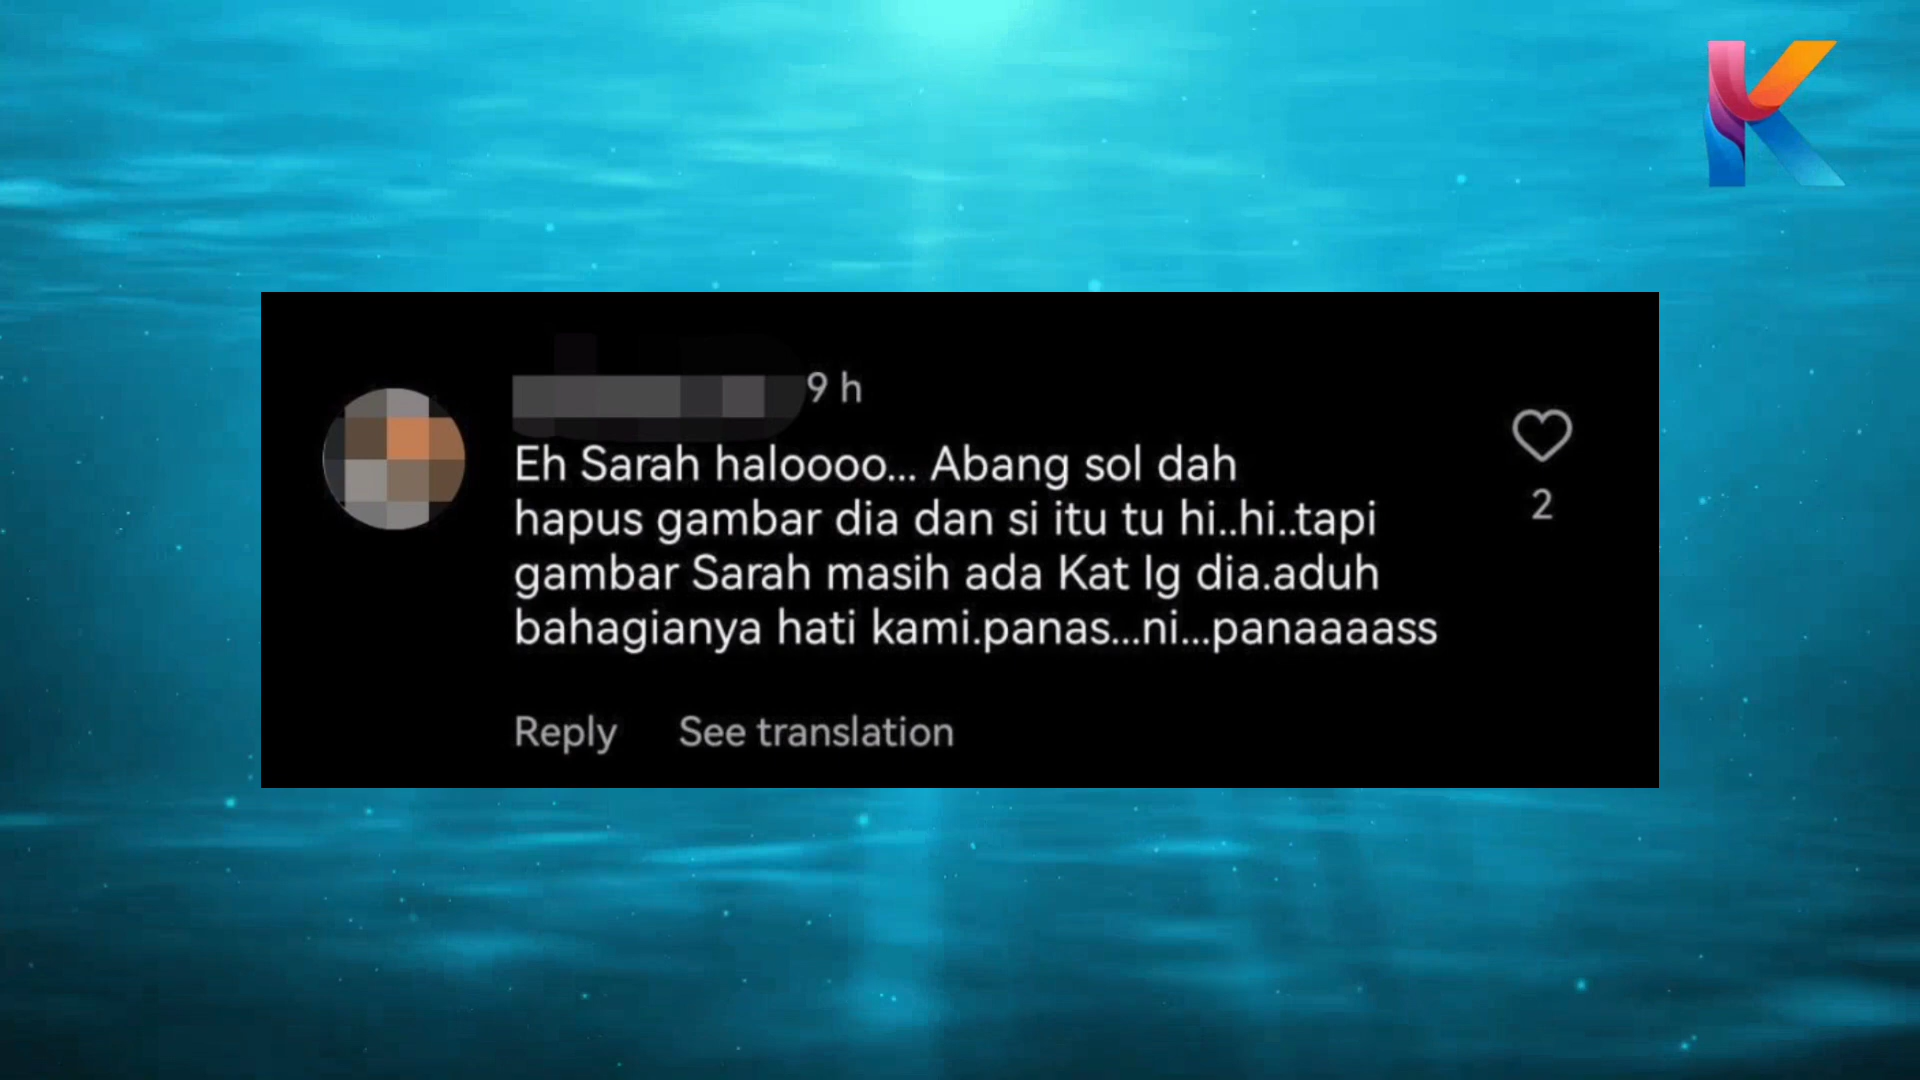 9 h
Eh Sarah haloooo... Abang sol dah
hapus gambar dia dan si itu tu hi..hi..tapi
gambar Sarah masih ada Kat Ig dia.aduh
bahagianya hati kami.panas...ni...panaaaass
2
Reply See translation